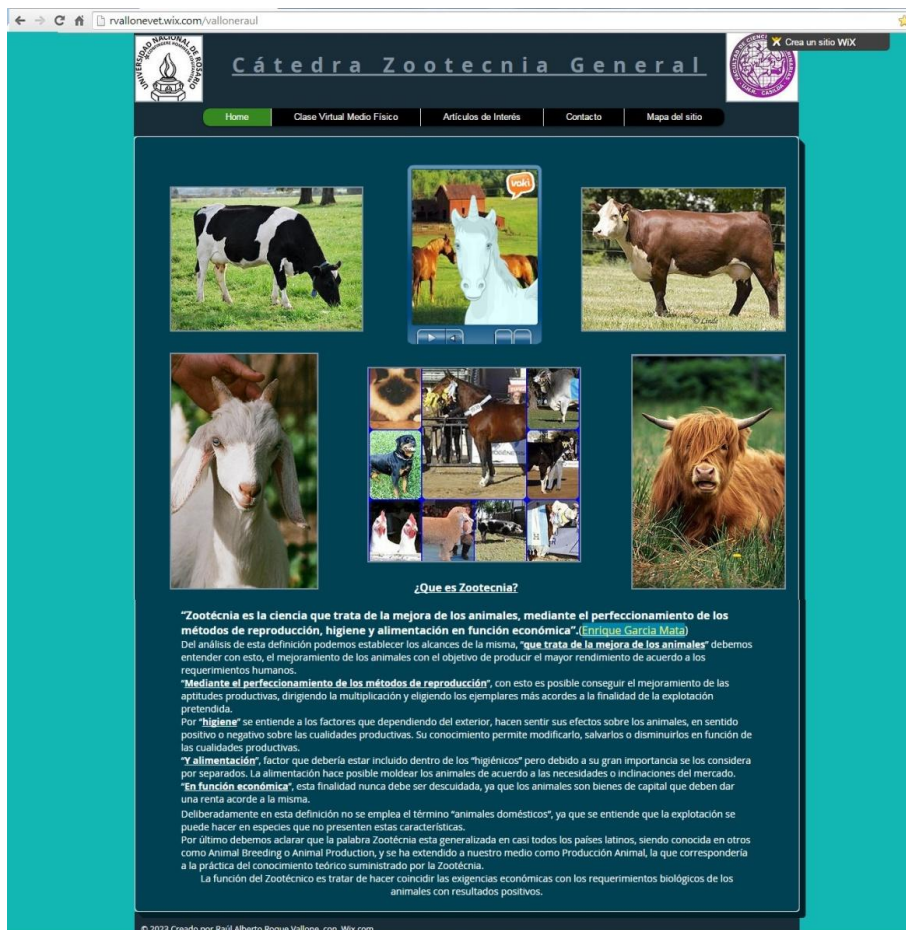 rvallonevet.wix.com/valloneraul
Crea un sitio WiX
UNIVERSIDAD NACIONAL DE ROSARIO
Cátedra Zootecnia General
Home
Clase Virtual Medio Físico
Artículos de Interés
Contacto
Mapa del sitio
voki
© Linde
¿Que es Zootecnia?
“Zootécnia es la ciencia que trata de la mejora de los animales, mediante el perfeccionamiento de los
métodos de reproducción, higiene y alimentación en función económica”.(Enrique Garcia Mata)
Del análisis de esta definición podemos establecer los alcances de la misma, “que trata de la mejora de los animales” debemos
entender con esto, el mejoramiento de los animales con el objetivo de producir el mayor rendimiento de acuerdo a los
requerimientos humanos.
“Mediante el perfeccionamiento de los métodos de reproducción”, con esto es posible conseguir el mejoramiento de las
aptitudes productivas, dirigiendo la multiplicación y eligiendo los ejemplares más acordes a la finalidad de la explotación
pretendida.
Por “higiene” se entiende a los factores que dependiendo del exterior, hacen sentir sus efectos sobre los animales, en sentido
positivo o negativo sobre las cualidades productivas. Su conocimiento permite modificarlo, salvarlos o disminuirlos en función de
las cualidades productivas.
“Y alimentación”, factor que debería estar incluido dentro de los “higiénicos” pero debido a su gran importancia se los considera
por separados. La alimentación hace posible moldear los animales de acuerdo a las necesidades o inclinaciones del mercado.
“En función económica”, esta finalidad nunca debe ser descuidada, ya que los animales son bienes de capital que deben dar
una renta acorde a la misma.
Deliberadamente en esta definición no se emplea el término “animales domésticos”, ya que se entiende que la explotación se
puede hacer en especies que no presenten estas características.
Por último debemos aclarar que la palabra Zootécnia esta generalizada en casi todos los países latinos, siendo conocida en otros
como Animal Breeding o Animal Production, y se ha extendido a nuestro medio como Producción Animal, la que correspondería
a la práctica del conocimiento teórico suministrado por la Zootécnia.
La función del Zootécnico es tratar de hacer coincidir las exigencias económicas con los requerimientos biológicos de los
animales con resultados positivos.
© 2023 Creado por Raúl Alberto Roque Vallone con Wix.com